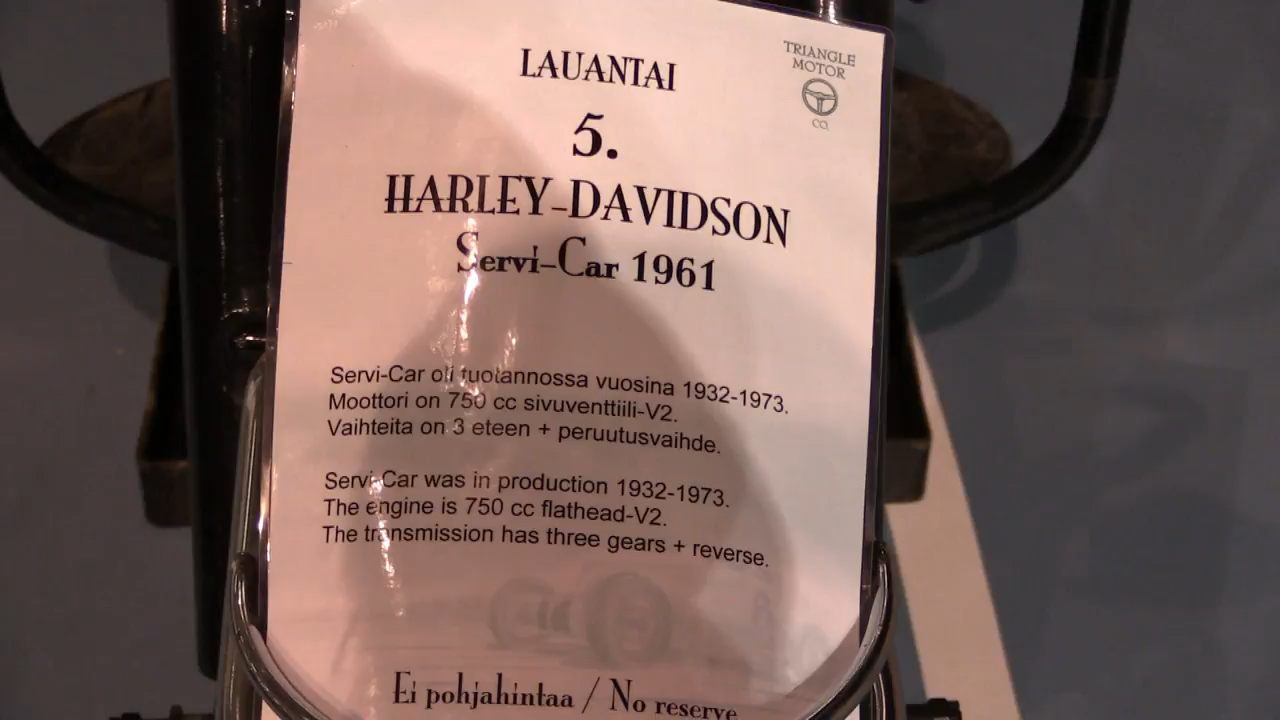 LAUANTAI
TRIANGLE
MOTOR
CO.
5.
HARLEY-DAVIDSON
Servi-Car 1961
Servi-Car oli tuotannossa vuosina 1932-1973.
Moottori on 750 cc sivuventtiili-V2.
Vaihteita on 3 eteen + peruutusvaihde.
Servi-Car was in production 1932-1973.
The engine is 750 cc flathead-V2.
The transmission has three gears + reverse.
Ei pohjahintaa / No reserve